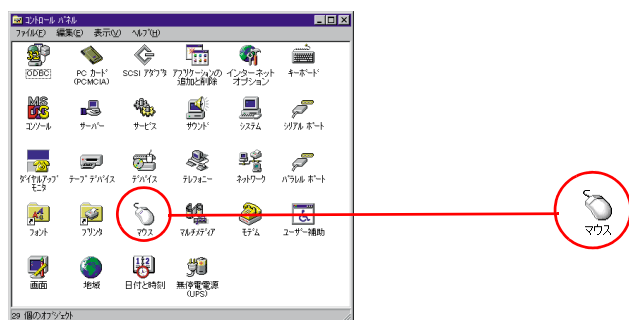 コントロール パネル
ファイル(F) 編集(E) 表示(V) ヘルプ(H)
ODBC
PC カード
(PCMCIA)
SCSI アダプタ
アプリケーションの
追加と削除
インターネット
オプション
キーボード
MS
DOS
コンソール
サーバー
サービス
サウンド
システム
シリアル ポート
ダイヤルアップ
モニタ
テープ デバイス
デバイス
テレフォニー
ネットワーク
パラレル ポート
フォント
プリンタ
マウス
マルチメディア
モデム
ユーザー補助
マウス
画面
地域
日付と時刻
無停電電源
(UPS)
29 個のオブジェクト